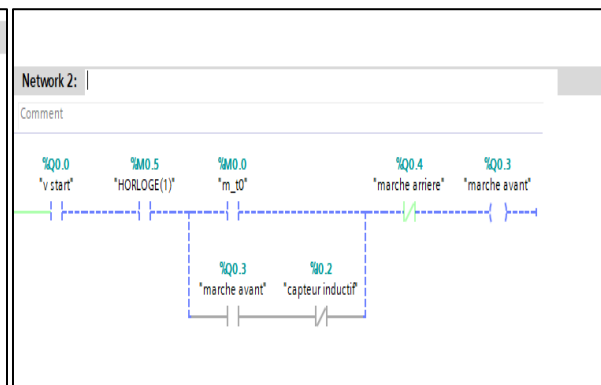 Network 2:
Comment
%Q0.0 %M0.5 %M0.0 %Q0.4 %Q0.3
"v start" "HORLOGE(1)" "m_t0" "marche arriere" "marche avant"
%Q0.3 %I0.2
"marche avant" "capteur inductif"